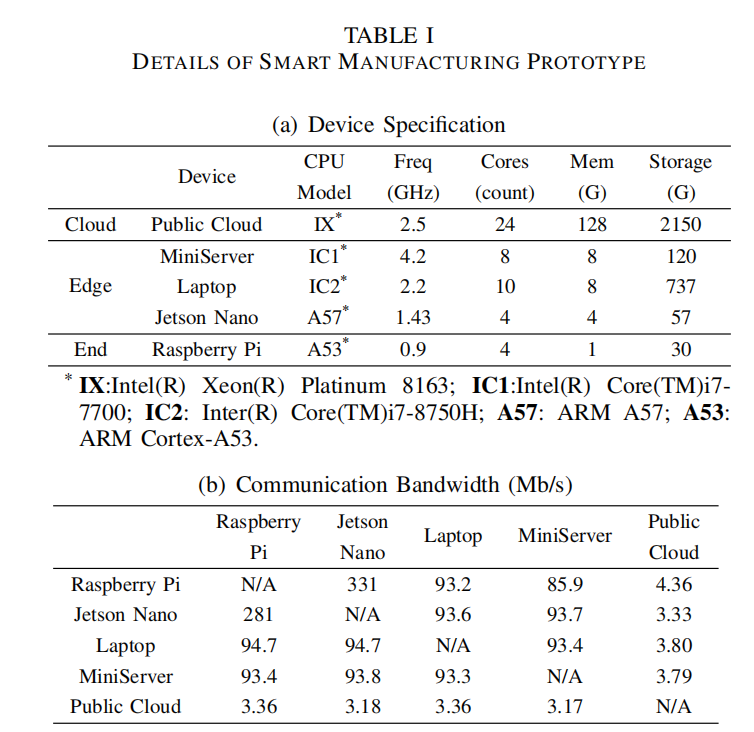 TABLE I
DETAILS OF SMART MANUFACTURING PROTOTYPE
(a) Device Specification
Device CPU Model Freq (GHz) Cores (count) Mem (G) Storage (G)
Cloud Public Cloud IX* 2.5 24 128 2150
Edge MiniServer IC1* 4.2 8 8 120
Laptop IC2* 2.2 10 8 737
Jetson Nano A57* 1.43 4 4 57
End Raspberry Pi A53* 0.9 4 1 30
* IX:Intel(R) Xeon(R) Platinum 8163; IC1:Intel(R) Core(TM)i7-
7700; IC2: Inter(R) Core(TM)i7-8750H; A57: ARM A57; A53:
ARM Cortex-A53.
(b) Communication Bandwidth (Mb/s)
Raspberry Pi Jetson Nano Laptop MiniServer Public Cloud
Raspberry Pi N/A 331 93.2 85.9 4.36
Jetson Nano 281 N/A 93.6 93.7 3.33
Laptop 94.7 94.7 N/A 93.4 3.80
MiniServer 93.4 93.8 93.3 N/A 3.79
Public Cloud 3.36 3.18 3.36 3.17 N/A